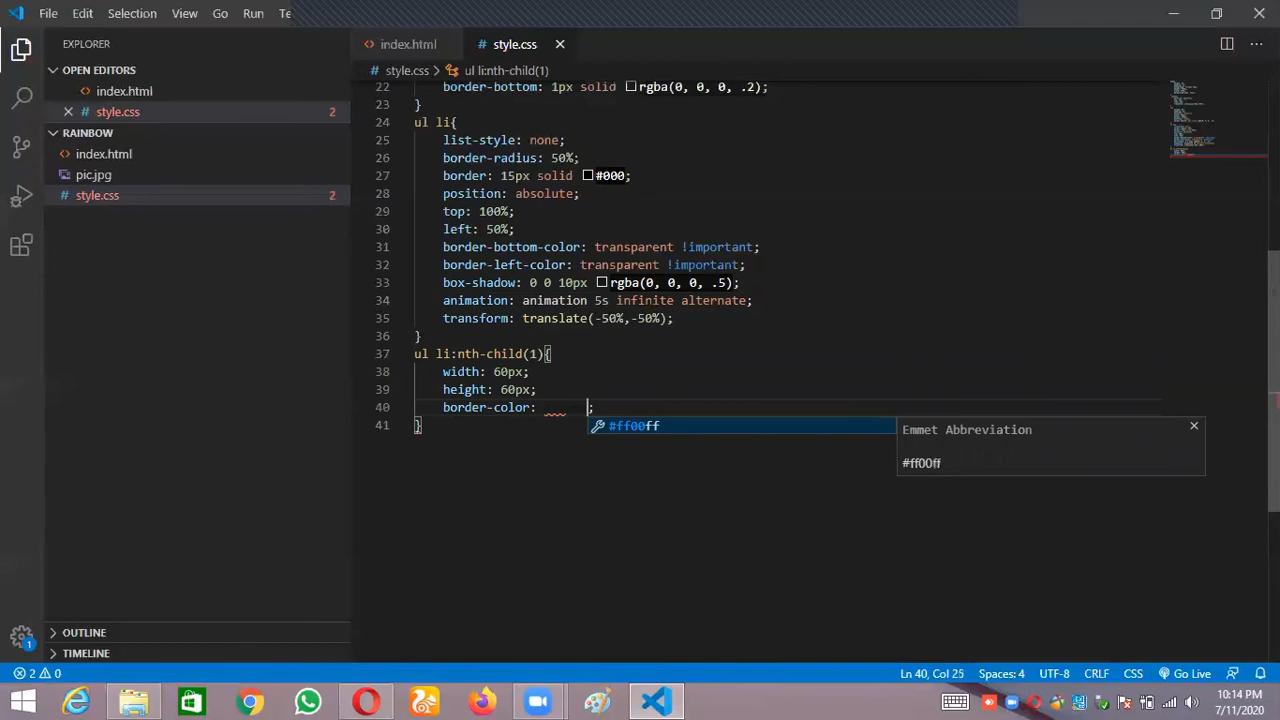 File Edit Selection View Go Run Te
EXPLORER
index.html
style.css
OPEN EDITORS
style.css ul li:nth-child(1)
index.html
style.css 2
RAINBOW
index.html
pic.jpg
style.css 2
22 border-bottom: 1px solid rgba(0, 0, 0, .2);
23 }
24 ul li{
25 list-style: none;
26 border-radius: 50%;
27 border: 15px solid #000;
28 position: absolute;
29 top: 100%;
30 left: 50%;
31 border-bottom-color: transparent !important;
32 border-left-color: transparent !important;
33 box-shadow: 0 0 10px rgba(0, 0, 0, .5);
34 animation: animation 5s infinite alternate;
35 transform: translate(-50%,-50%);
36 }
37 ul li:nth-child(1){
38 width: 60px;
39 height: 60px;
40 border-color: ;
41 }
#ff00ff
Emmet Abbreviation
#ff00ff
OUTLINE
TIMELINE
1
2 0
Ln 40, Col 25 Spaces: 4 UTF-8 CRLF CSS Go Live
10:14 PM
7/11/2020